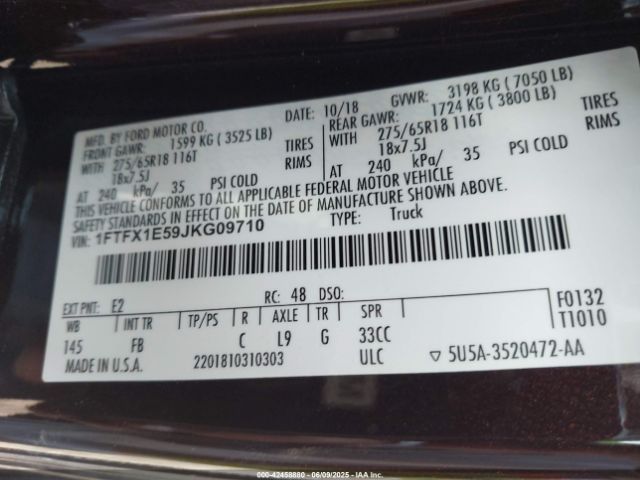 MFD. BY FORD MOTOR CO.
DATE: 10/18 GVWR: 3198 KG ( 7050 LB)
FRONT GAWR: 1599 KG ( 3525 LB)
REAR GAWR: 1724 KG ( 3800 LB)
WITH 275/65R18 116T TIRES
WITH 275/65R18 116T TIRES
18x7.5J RIMS
18x7.5J RIMS
AT 240 kPa/ 35 PSI COLD
AT 240 kPa/ 35 PSI COLD
THIS VEHICLE CONFORMS TO ALL APPLICABLE FEDERAL MOTOR VEHICLE
SAFETY STANDARDS IN EFFECT ON THE DATE OF MANUFACTURE SHOWN ABOVE.
VIN: 1FTFX1E59JKG09710 TYPE: Truck
EXT PNT: E2 RC: 48 DSO:
WB INT TR TP/PS R AXLE TR SPR
145 FB C L9 G 33CC
MADE IN U.S.A. 2201810310303 ULC
F0132
T1010
▽ 5U5A-3520472-AA
000-42458880 - 06/09/2025 - IAA Inc.